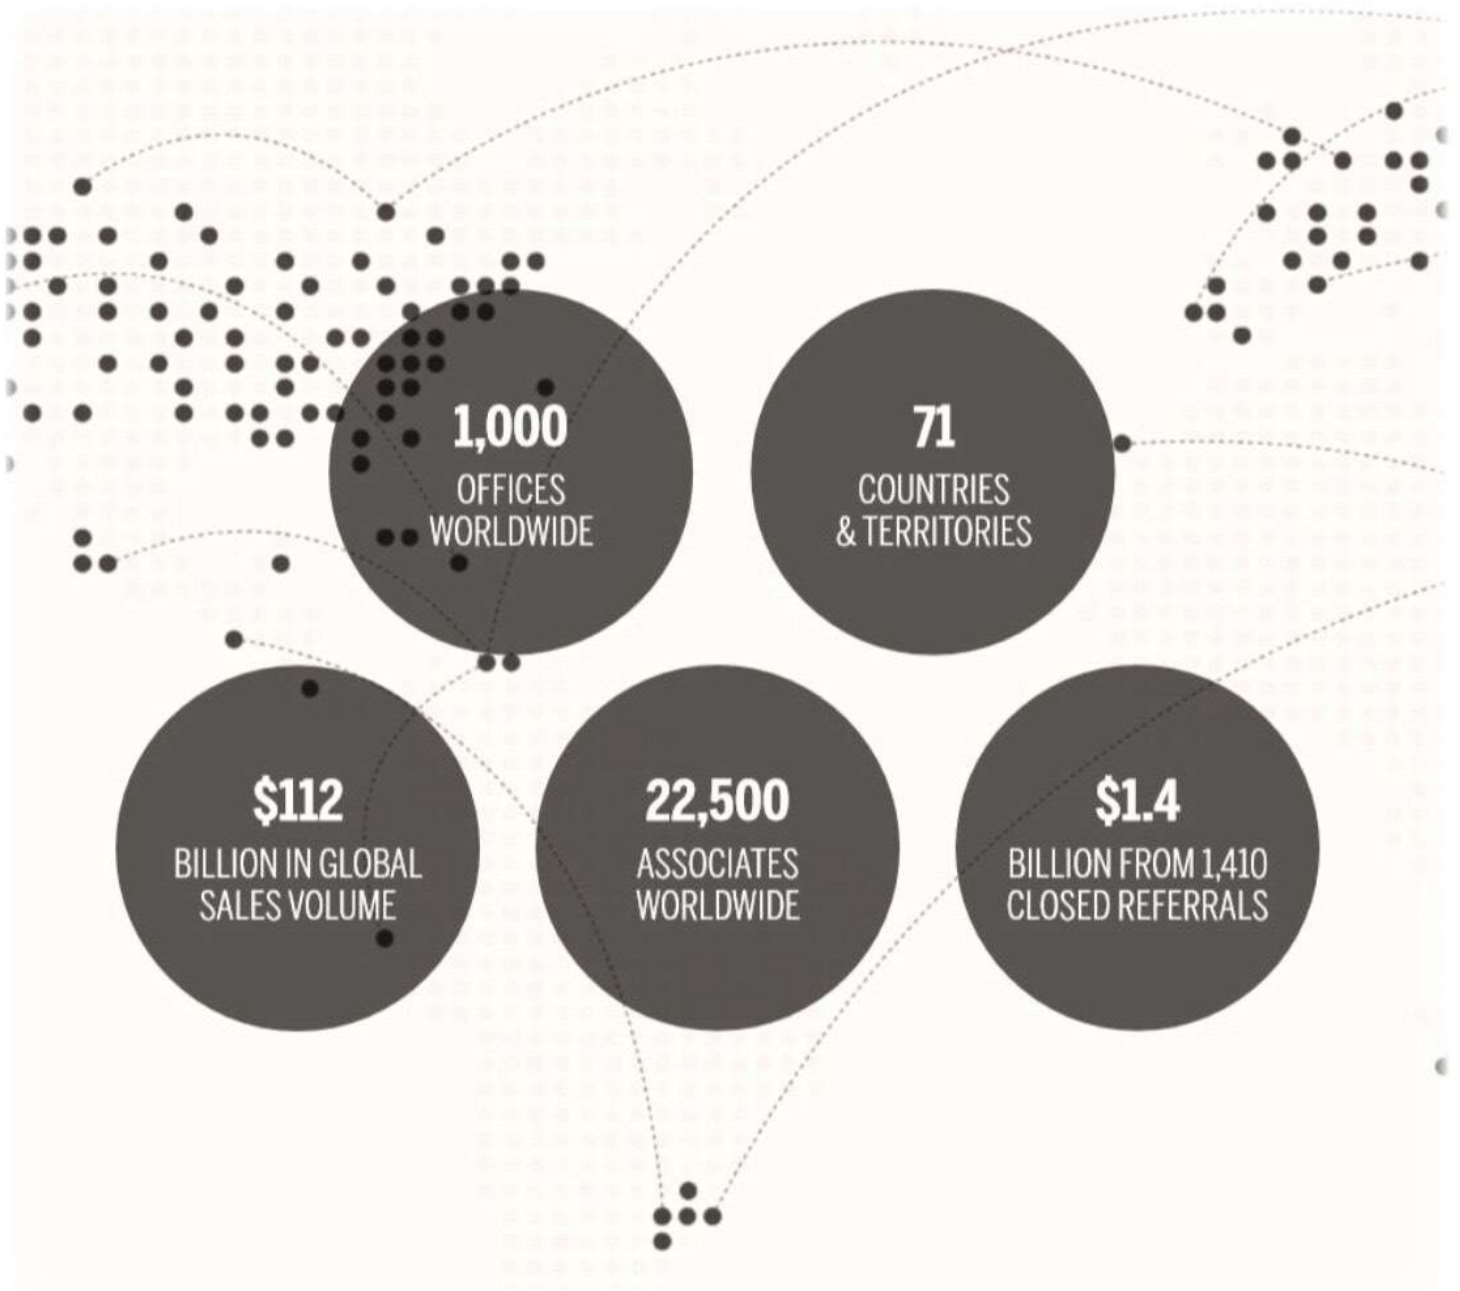 1,000
OFFICES
WORLDWIDE
71
COUNTRIES
& TERRITORIES
$112
BILLION IN GLOBAL
SALES VOLUME
22,500
ASSOCIATES
WORLDWIDE
$1.4
BILLION FROM 1,410
CLOSED REFERRALS